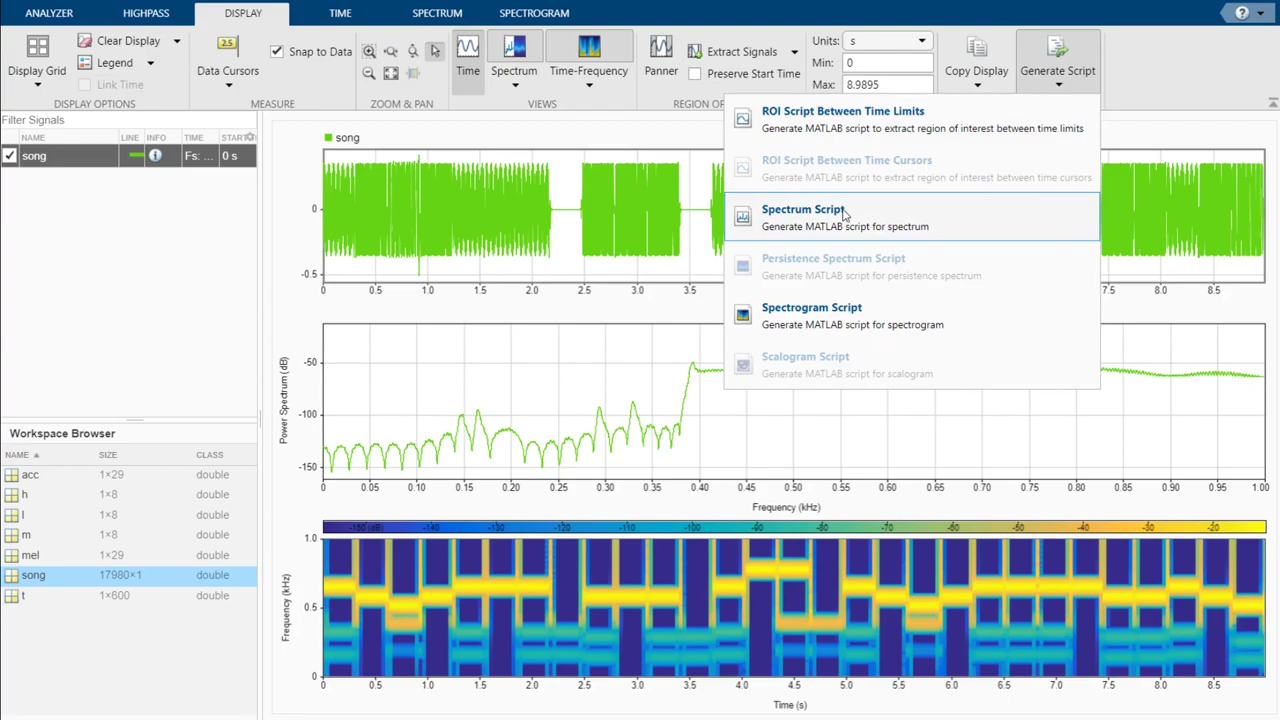 ANALYZER HIGHPASS DISPLAY TIME SPECTRUM SPECTROGRAM
?
Display Grid
Clear Display
Legend
Link Time
DISPLAY OPTIONS
2.5
Data Cursors
Snap to Data
MEASURE
ZOOM & PAN
Time
Spectrum
Time-Frequency
VIEWS
Panner
Extract Signals
Preserve Start Time
REGION OF
Units: s
Min: 0
Max: 8.9895
Copy Display
Generate Script
ROI Script Between Time Limits
Generate MATLAB script to extract region of interest between time limits
ROI Script Between Time Cursors
Generate MATLAB script to extract region of interest between time cursors
Spectrum Script
Generate MATLAB script for spectrum
Persistence Spectrum Script
Generate MATLAB script for persistence spectrum
Spectrogram Script
Generate MATLAB script for spectrogram
Scalogram Script
Generate MATLAB script for scalogram
Filter Signals
NAME LINE INFO TIME START
song i Fs: ... 0 s
Workspace Browser
NAME SIZE CLASS
acc 1×29 double
h 1×8 double
l 1×8 double
m 1×8 double
mel 1×29 double
song 17980×1 double
t 1×600 double
song
0
-0.5
0 0.5 1.0 1.5 2.0 2.5 3.0 3.5 7.5 8.0 8.5
Power Spectrum (dB)
-50
-100
-150
0 0.05 0.10 0.15 0.20 0.25 0.30 0.35 0.40 0.45 0.50 0.55 0.60 0.65 0.70 0.75 0.80 0.85 0.90 0.95 1.00
Frequency (kHz)
-150 (dB) -140 -130 -120 -110 -100 -90 -80 -70 -60 -50 -40 -30 -20
Frequency (kHz)
1.0
0.5
0
0 0.5 1.0 1.5 2.0 2.5 3.0 3.5 4.0 4.5 5.0 5.5 6.0 6.5 7.0 7.5 8.0 8.5
Time (s)